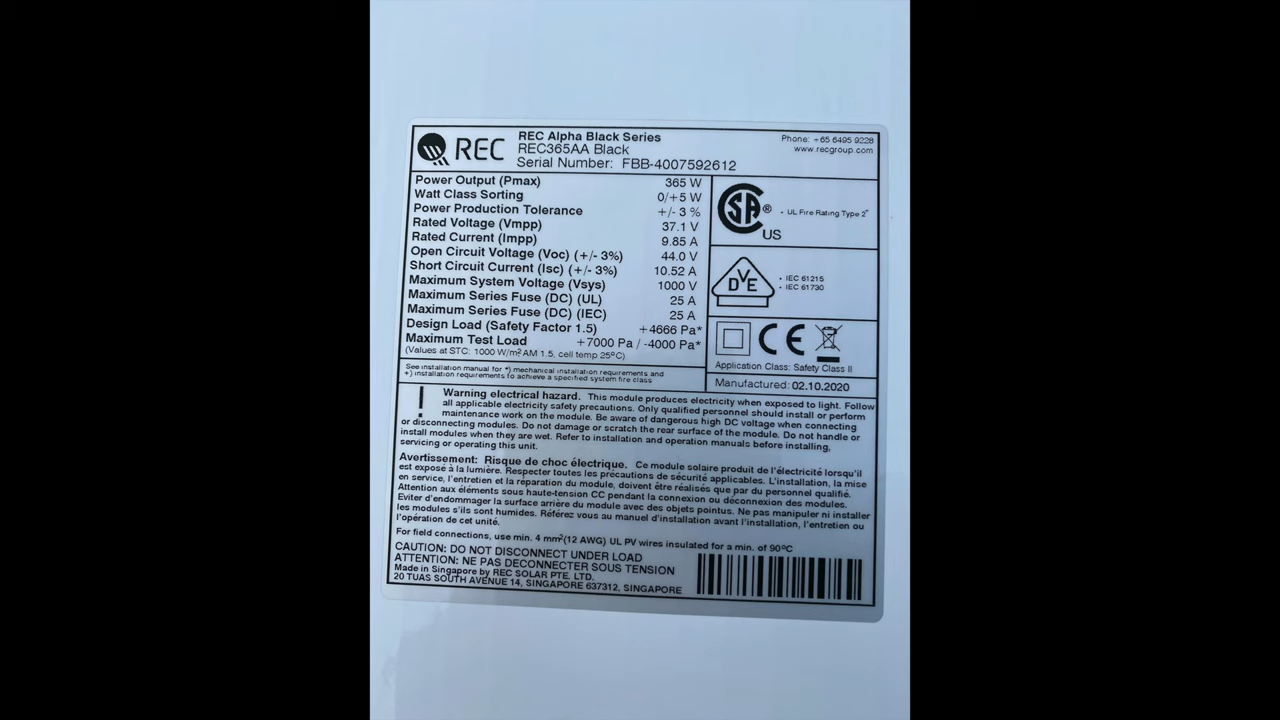 REC
REC Alpha Black Series
REC365AA Black
Serial Number: FBB-4007592612
Phone: +65 6495 9228
www.recgroup.com
Power Output (Pmax) 365 W
Watt Class Sorting 0/+5 W
Power Production Tolerance +/- 3 %
Rated Voltage (Vmpp) 37.1 V
Rated Current (Impp) 9.85 A
Open Circuit Voltage (Voc) (+/- 3%) 44.0 V
Short Circuit Current (Isc) (+/- 3%) 10.52 A
Maximum System Voltage (Vsys) 1000 V
Maximum Series Fuse (DC) (UL) 25 A
Maximum Series Fuse (DC) (IEC) 25 A
Design Load (Safety Factor 1.5) +4666 Pa*
Maximum Test Load +7000 Pa / -4000 Pa*
(Values at STC: 1000 W/m² AM 1.5, cell temp 25°C)
See installation manual for *) mechanical installation requirements and
+) installation requirements to achieve a specified system fire class
SA ® US
• UL Fire Rating Type 2+
DVE
• IEC 61215
• IEC 61730
CE
Application Class: Safety Class II
Manufactured: 02.10.2020
! Warning electrical hazard. This module produces electricity when exposed to light. Follow
all applicable electricity safety precautions. Only qualified personnel should install or perform
maintenance work on the module. Be aware of dangerous high DC voltage when connecting
or disconnecting modules. Do not damage or scratch the rear surface of the module. Do not handle or
install modules when they are wet. Refer to installation and operation manuals before installing,
servicing or operating this unit.
Avertissement: Risque de choc électrique. Ce module solaire produit de l'électricité lorsqu'il
est exposé à la lumière. Respecter toutes les précautions de sécurité applicables. L'installation, la mise
en service, l'entretien et la réparation du module, doivent être réalisés que par du personnel qualifié.
Attention aux éléments sous haute-tension CC pendant la connexion ou déconnexion des modules.
Eviter d'endommager la surface arrière du module avec des objets pointus. Ne pas manipuler ni installer
les modules s'ils sont humides. Référez vous au manuel d'installation avant l'installation, l'entretien ou
l'opération de cet unité.
For field connections, use min. 4 mm² (12 AWG) UL PV wires insulated for a min. of 90°C
CAUTION: DO NOT DISCONNECT UNDER LOAD
ATTENTION: NE PAS DECONNECTER SOUS TENSION
Made in Singapore by REC SOLAR PTE. LTD.
20 TUAS SOUTH AVENUE 14, SINGAPORE 637312, SINGAPORE